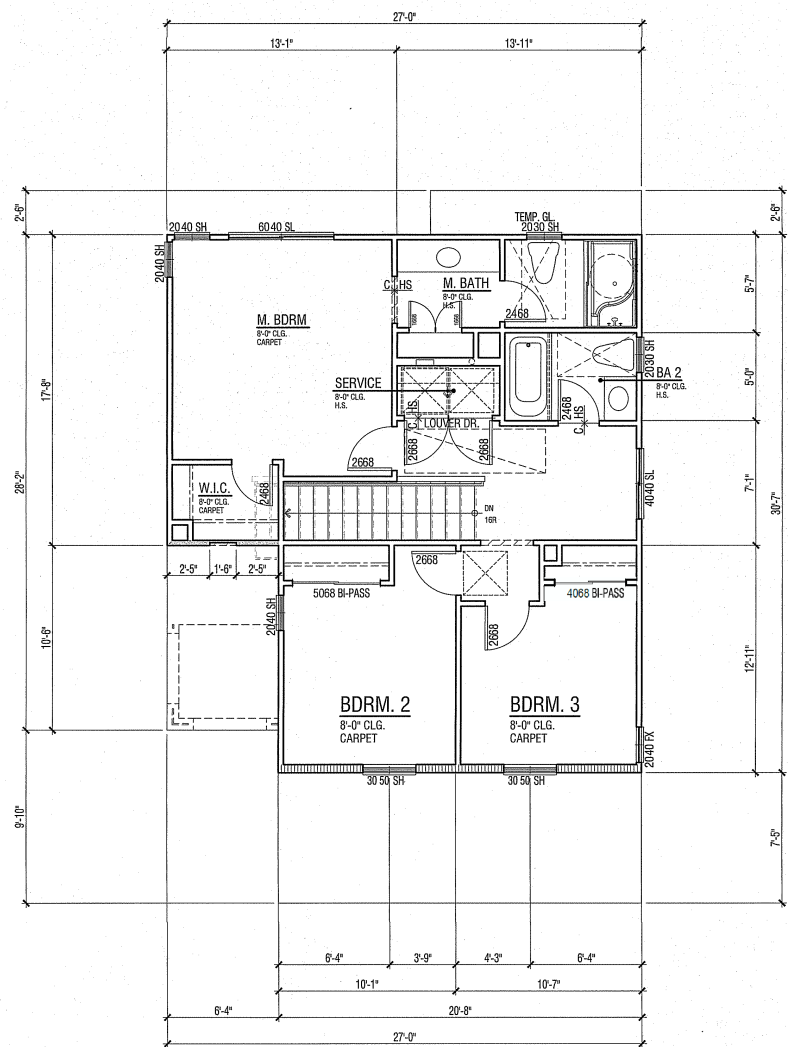 27'-0"
13'-1"
13'-11"
2'-6"
2'-6"
TEMP. GL.
2040 SH
6040 SL
2030 SH
2040 SH
C. HS
M. BATH
8'-0" CLG.
H.S.
2468
5'-7"
M. BDRM
8'-0" CLG.
CARPET
1668
1668
2030 SH
5'-0"
17'-8"
SERVICE
8'-0" CLG.
H.S.
BA 2
8'-0" CLG.
H.S.
C. HS
2468
C. HS
LOUVER DR.
2668
2668
2668
4040 SL
7'-1"
30'-7"
28'-2"
W.I.C.
8'-0" CLG.
CARPET
2468
DN
16R
2'-5"
1'-6"
2'-5"
2668
5068 BI-PASS
4068 BI-PASS
2040 SH
2668
10'-6"
12'-11"
BDRM. 2
8'-0" CLG.
CARPET
BDRM. 3
8'-0" CLG.
CARPET
2040 FX
30 50 SH
30 50 SH
9'-10"
7'-5"
6'-4"
3'-9"
4'-3"
6'-4"
10'-1"
10'-7"
6'-4"
20'-8"
27'-0"